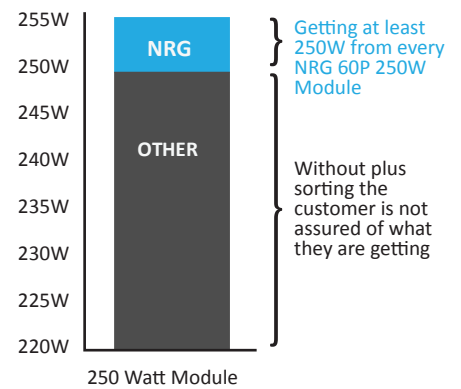 255W
250W
245W
240W
235W
230W
225W
220W
NRG
OTHER
250 Watt Module
Getting at least
250W from every
NRG 60P 250W
Module
Without plus
sorting the
customer is not
assured of what
they are getting